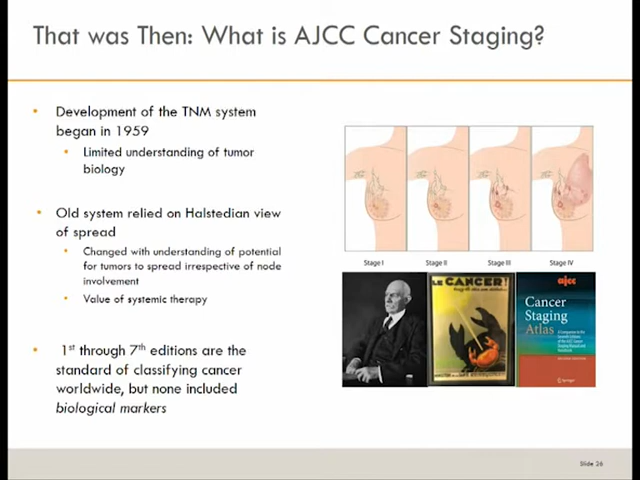 That was Then: What is AJCC Cancer Staging?
• Development of the TNM system
began in 1959
• Limited understanding of tumor
biology
• Old system relied on Halstedian view
of spread
• Changed with understanding of potential
for tumors to spread irrespective of node
involvement
• Value of systemic therapy
• 1st through 7th editions are the
standard of classifying cancer
worldwide, but none included
biological markers
Stage I
Stage II
Stage III
Stage IV
LE CANCER!
ajcc
Cancer
Staging
Atlas
Springer
Slide 26